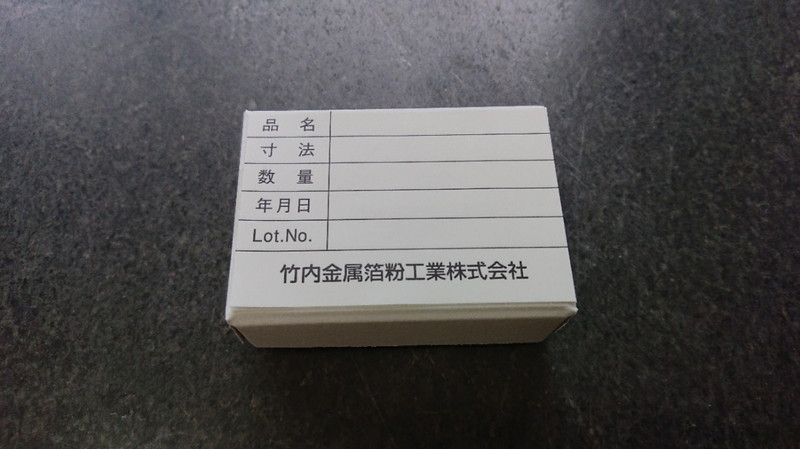 品 名
寸 法
数 量
年月日
Lot.No.
竹内金属箔粉工業株式会社